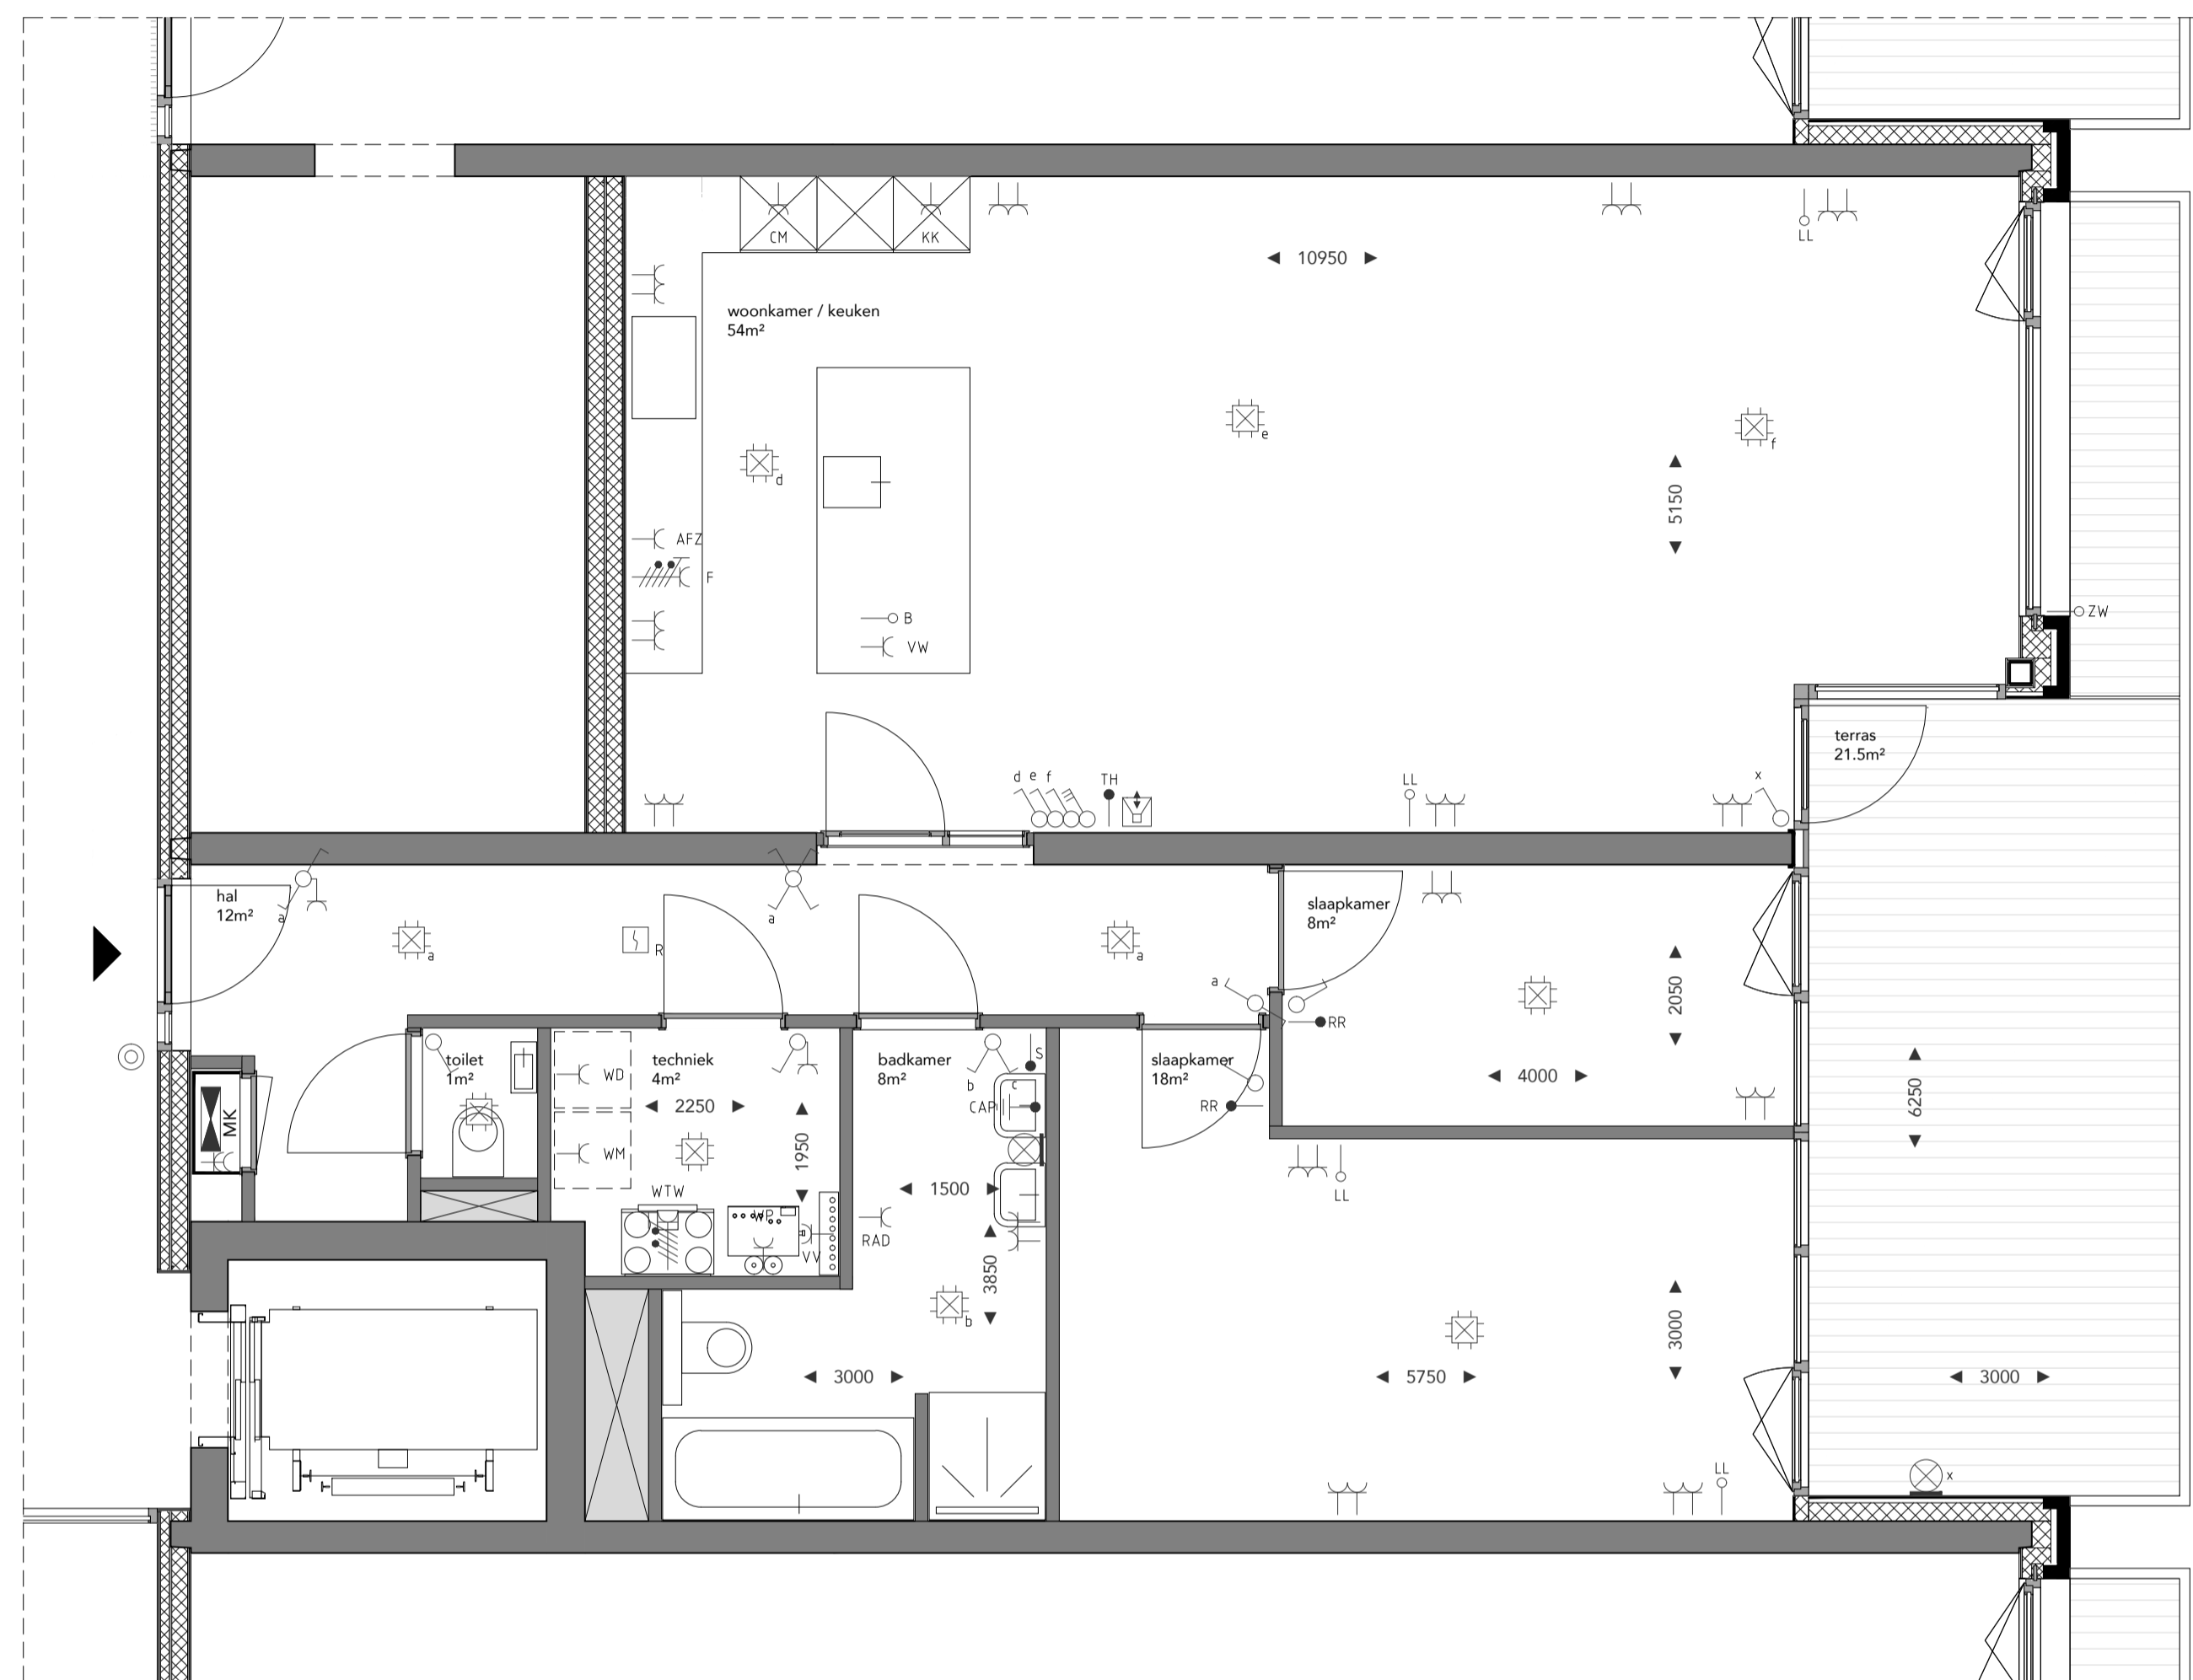 CM
KK
LL
10950
woonkamer / keuken
54m²
e
f
d
5150
AFZ
F
B
VW
ZW
terras
21.5m²
d e f
TH
LL
x
hal
12m²
a
a
slaapkamer
8m²
a
R
a
a
RR
2050
toilet
1m²
techniek
4m²
badkamer
8m²
S
slaapkamer
18m²
WD
b
c
4000
6250
2250
CAP
RR
MK
1950
WM
WTW
1500
LL
WP
VV
RAD
3850
b
3000
3000
5750
3000
LL
x